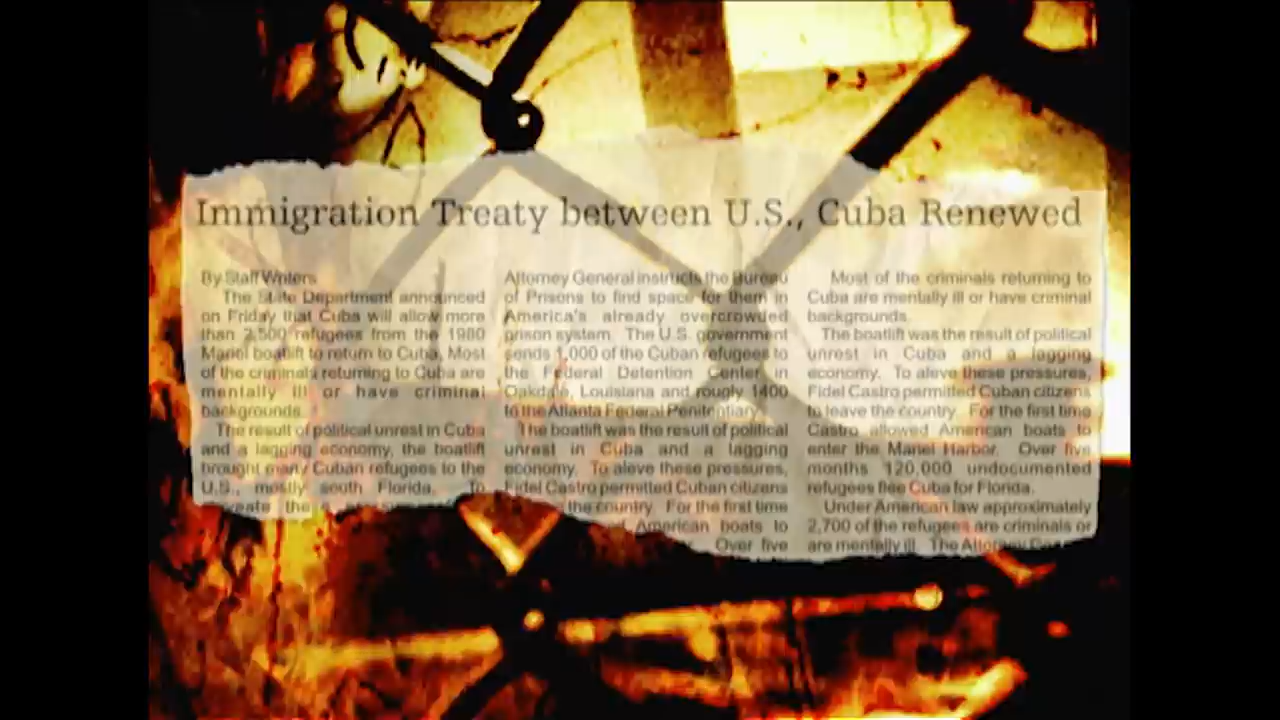 Immigration Treaty between U.S., Cuba Renewed
By Staff Writers
The State Department announced
on Friday that Cuba will allow more
than 2,500 refugees from the 1980
Mariel boatlift to return to Cuba. Most
of the criminals returning to Cuba are
mentally ill or have criminal
backgrounds.
The result of political unrest in Cuba
and a lagging economy, the boatlift
brought many Cuban refugees to the
U.S., mostly south Florida. To
Attorney General instructs the Bureau
of Prisons to find space for them in
America's already overcrowded
prison system. The U.S. government
sends 1,000 of the Cuban refugees to
the Federal Detention Center in
Oakdale, Louisiana and rougly 1400
to the Atlanta Federal Penitentiary.
The boatlift was the result of political
unrest in Cuba and a lagging
economy. To aleve these pressures,
Fidel Castro permitted Cuban citizens
the country. For the first time
American boats to
Over five
Most of the criminals returning to
Cuba are mentally ill or have criminal
backgrounds.
The boatlift was the result of political
unrest in Cuba and a lagging
economy. To aleve these pressures,
Fidel Castro permitted Cuban citizens
to leave the country. For the first time
Castro allowed American boats to
enter the Mariel Harbor. Over five
months 120,000 undocumented
refugees flee Cuba for Florida.
Under American law approximately
2,700 of the refugees are criminals or
are mentally ill. The Attorney